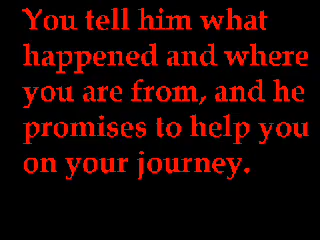 You tell him what
happened and where
you are from, and he
promises to help you
on your journey.